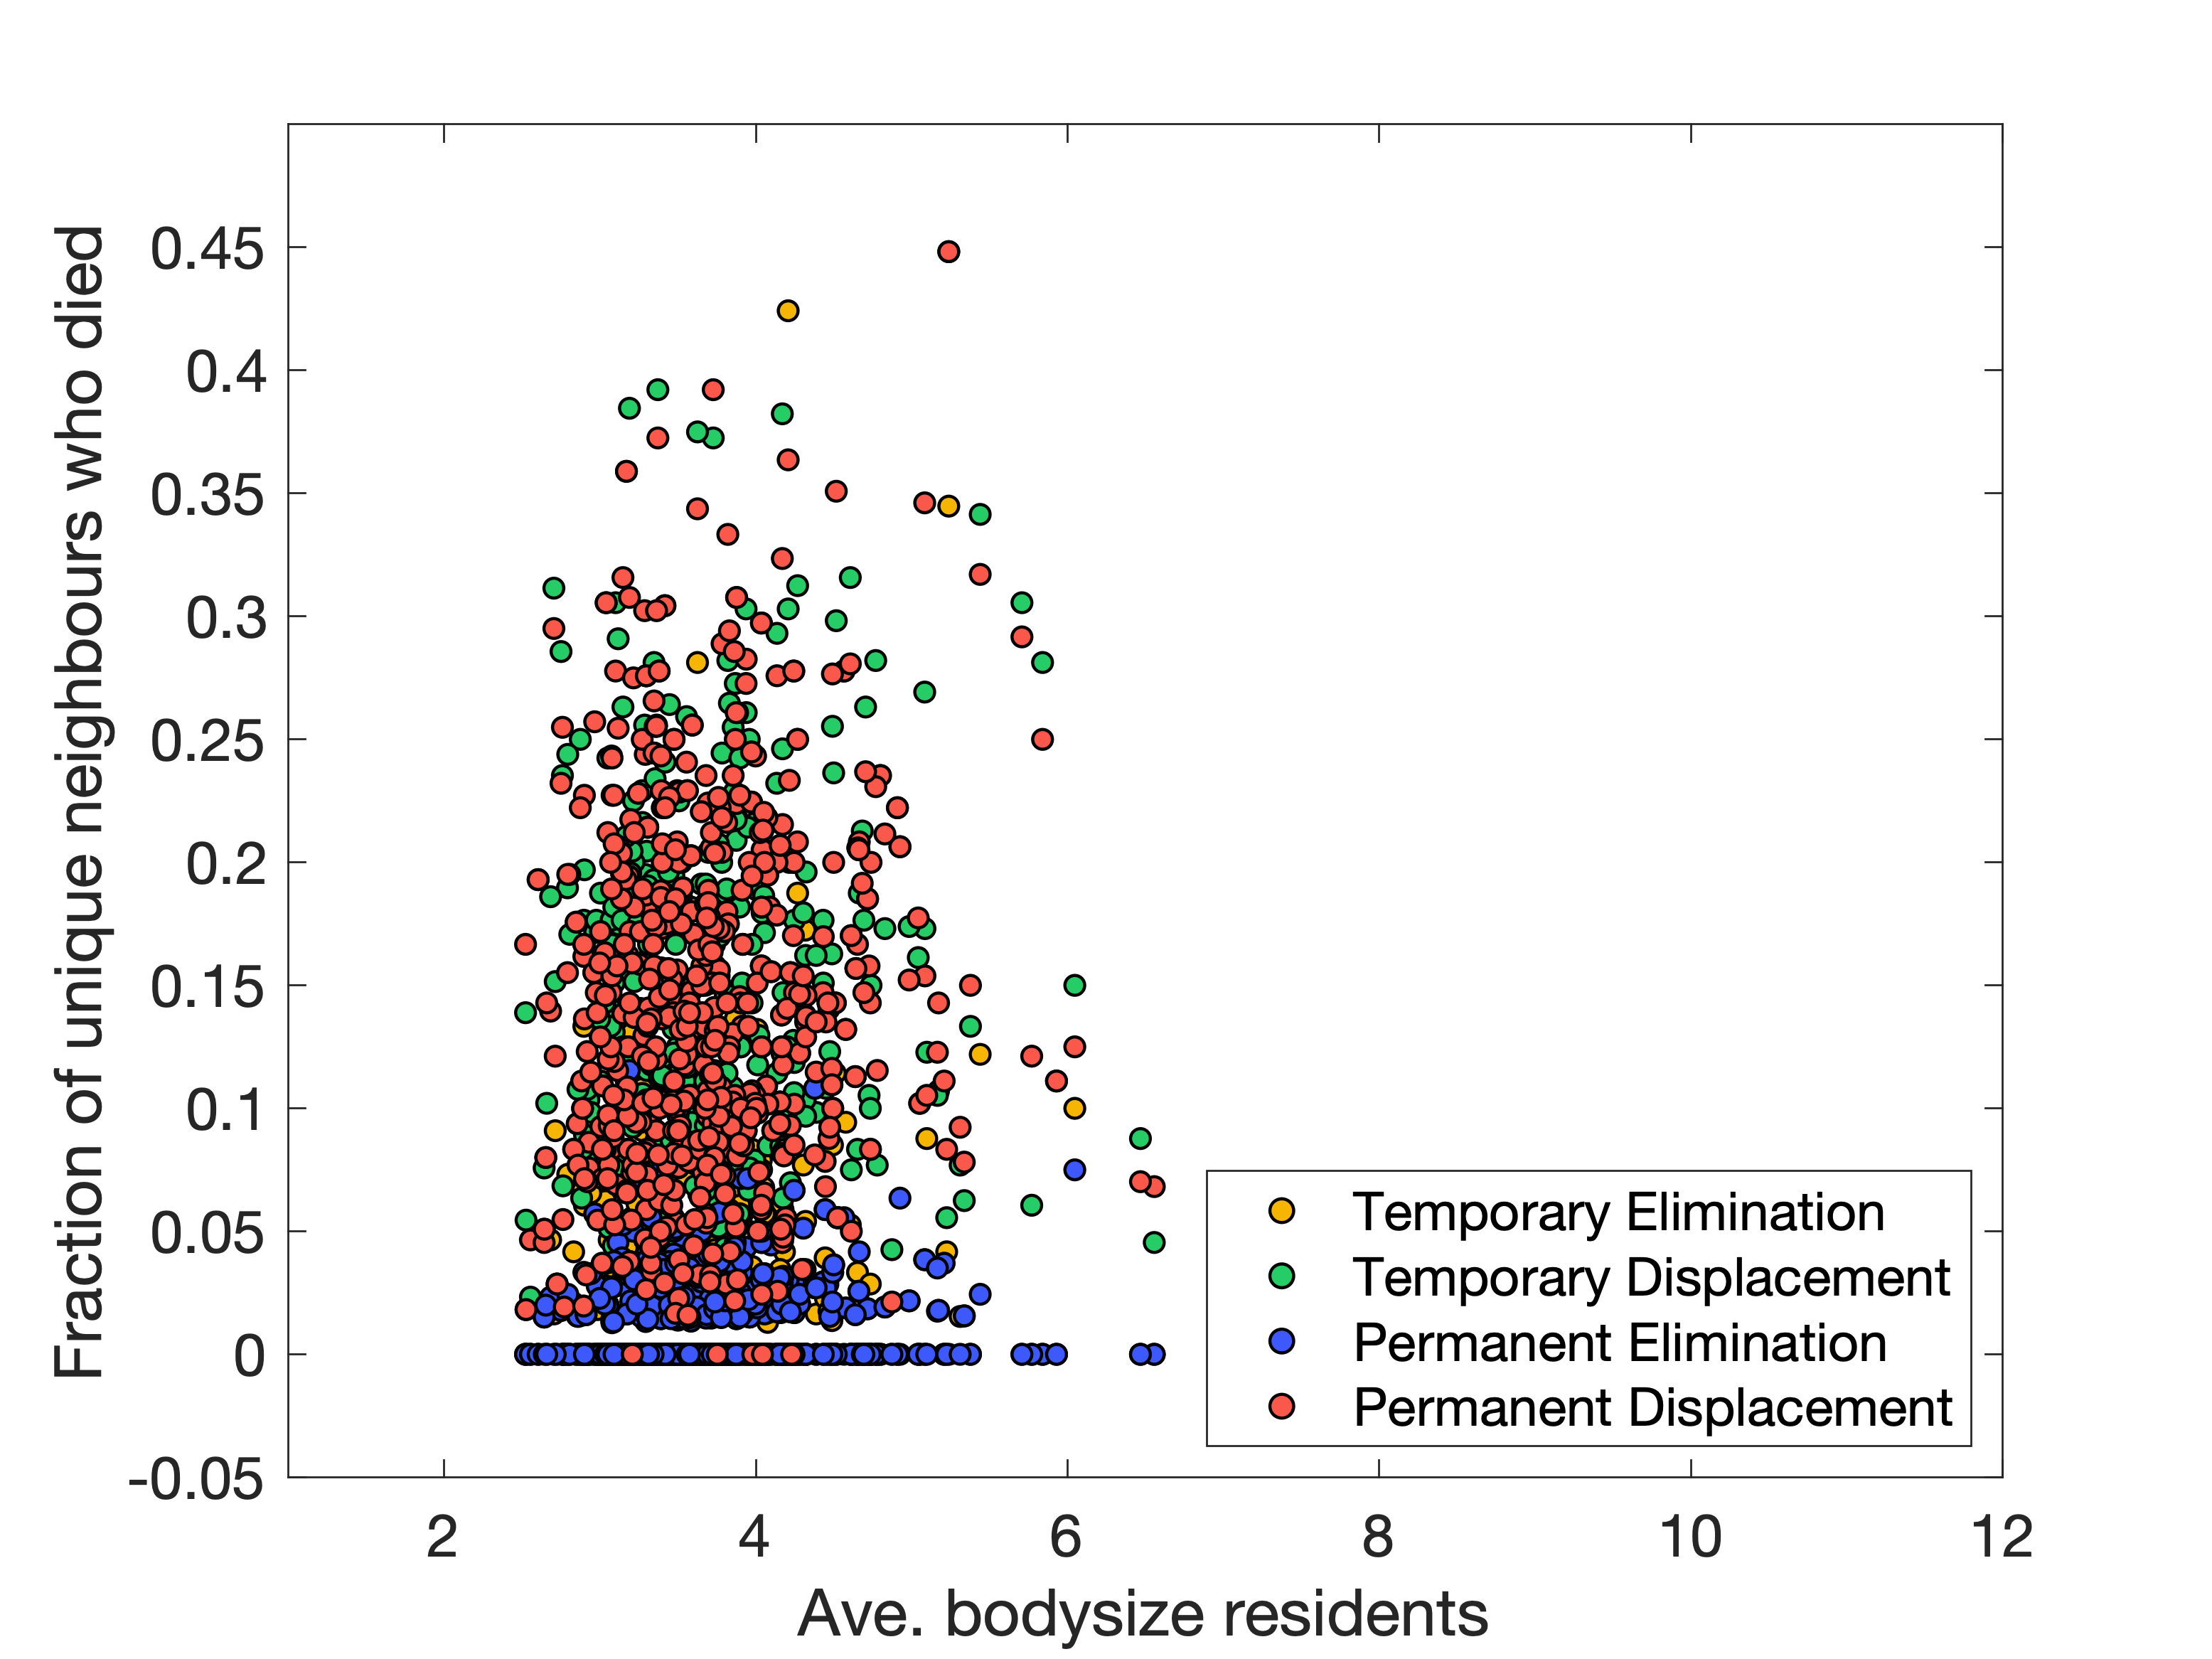 Fraction of unique neighbours who died
0.45
0.4
0.35
0.3
0.25
0.2
0.15
0.1
0.05
0
-0.05
2 4 6 8 10 12
Ave. bodysize residents
Temporary Elimination
Temporary Displacement
Permanent Elimination
Permanent Displacement